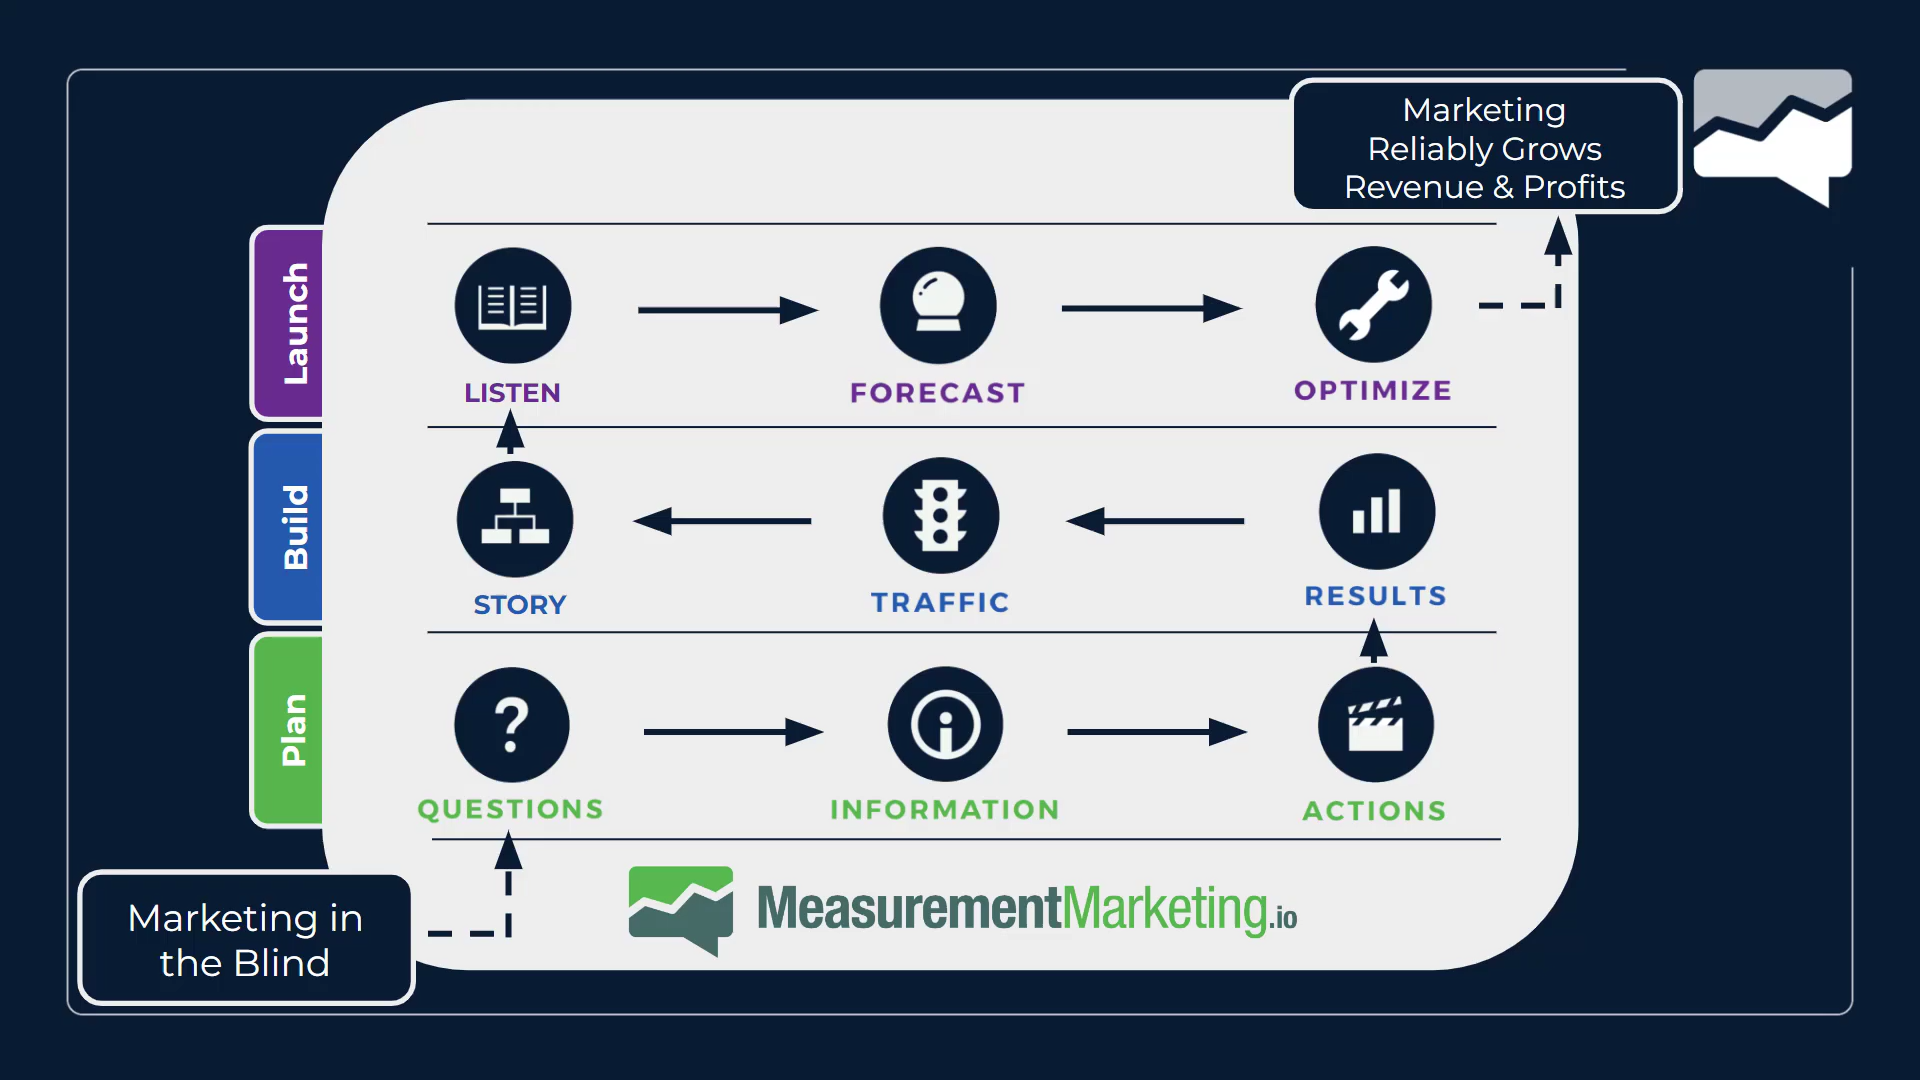 Marketing
Reliably Grows
Revenue & Profits
Launch
LISTEN
FORECAST
OPTIMIZE
Build
STORY
TRAFFIC
RESULTS
Plan
?
QUESTIONS
INFORMATION
ACTIONS
Marketing in
the Blind
MeasurementMarketing.io